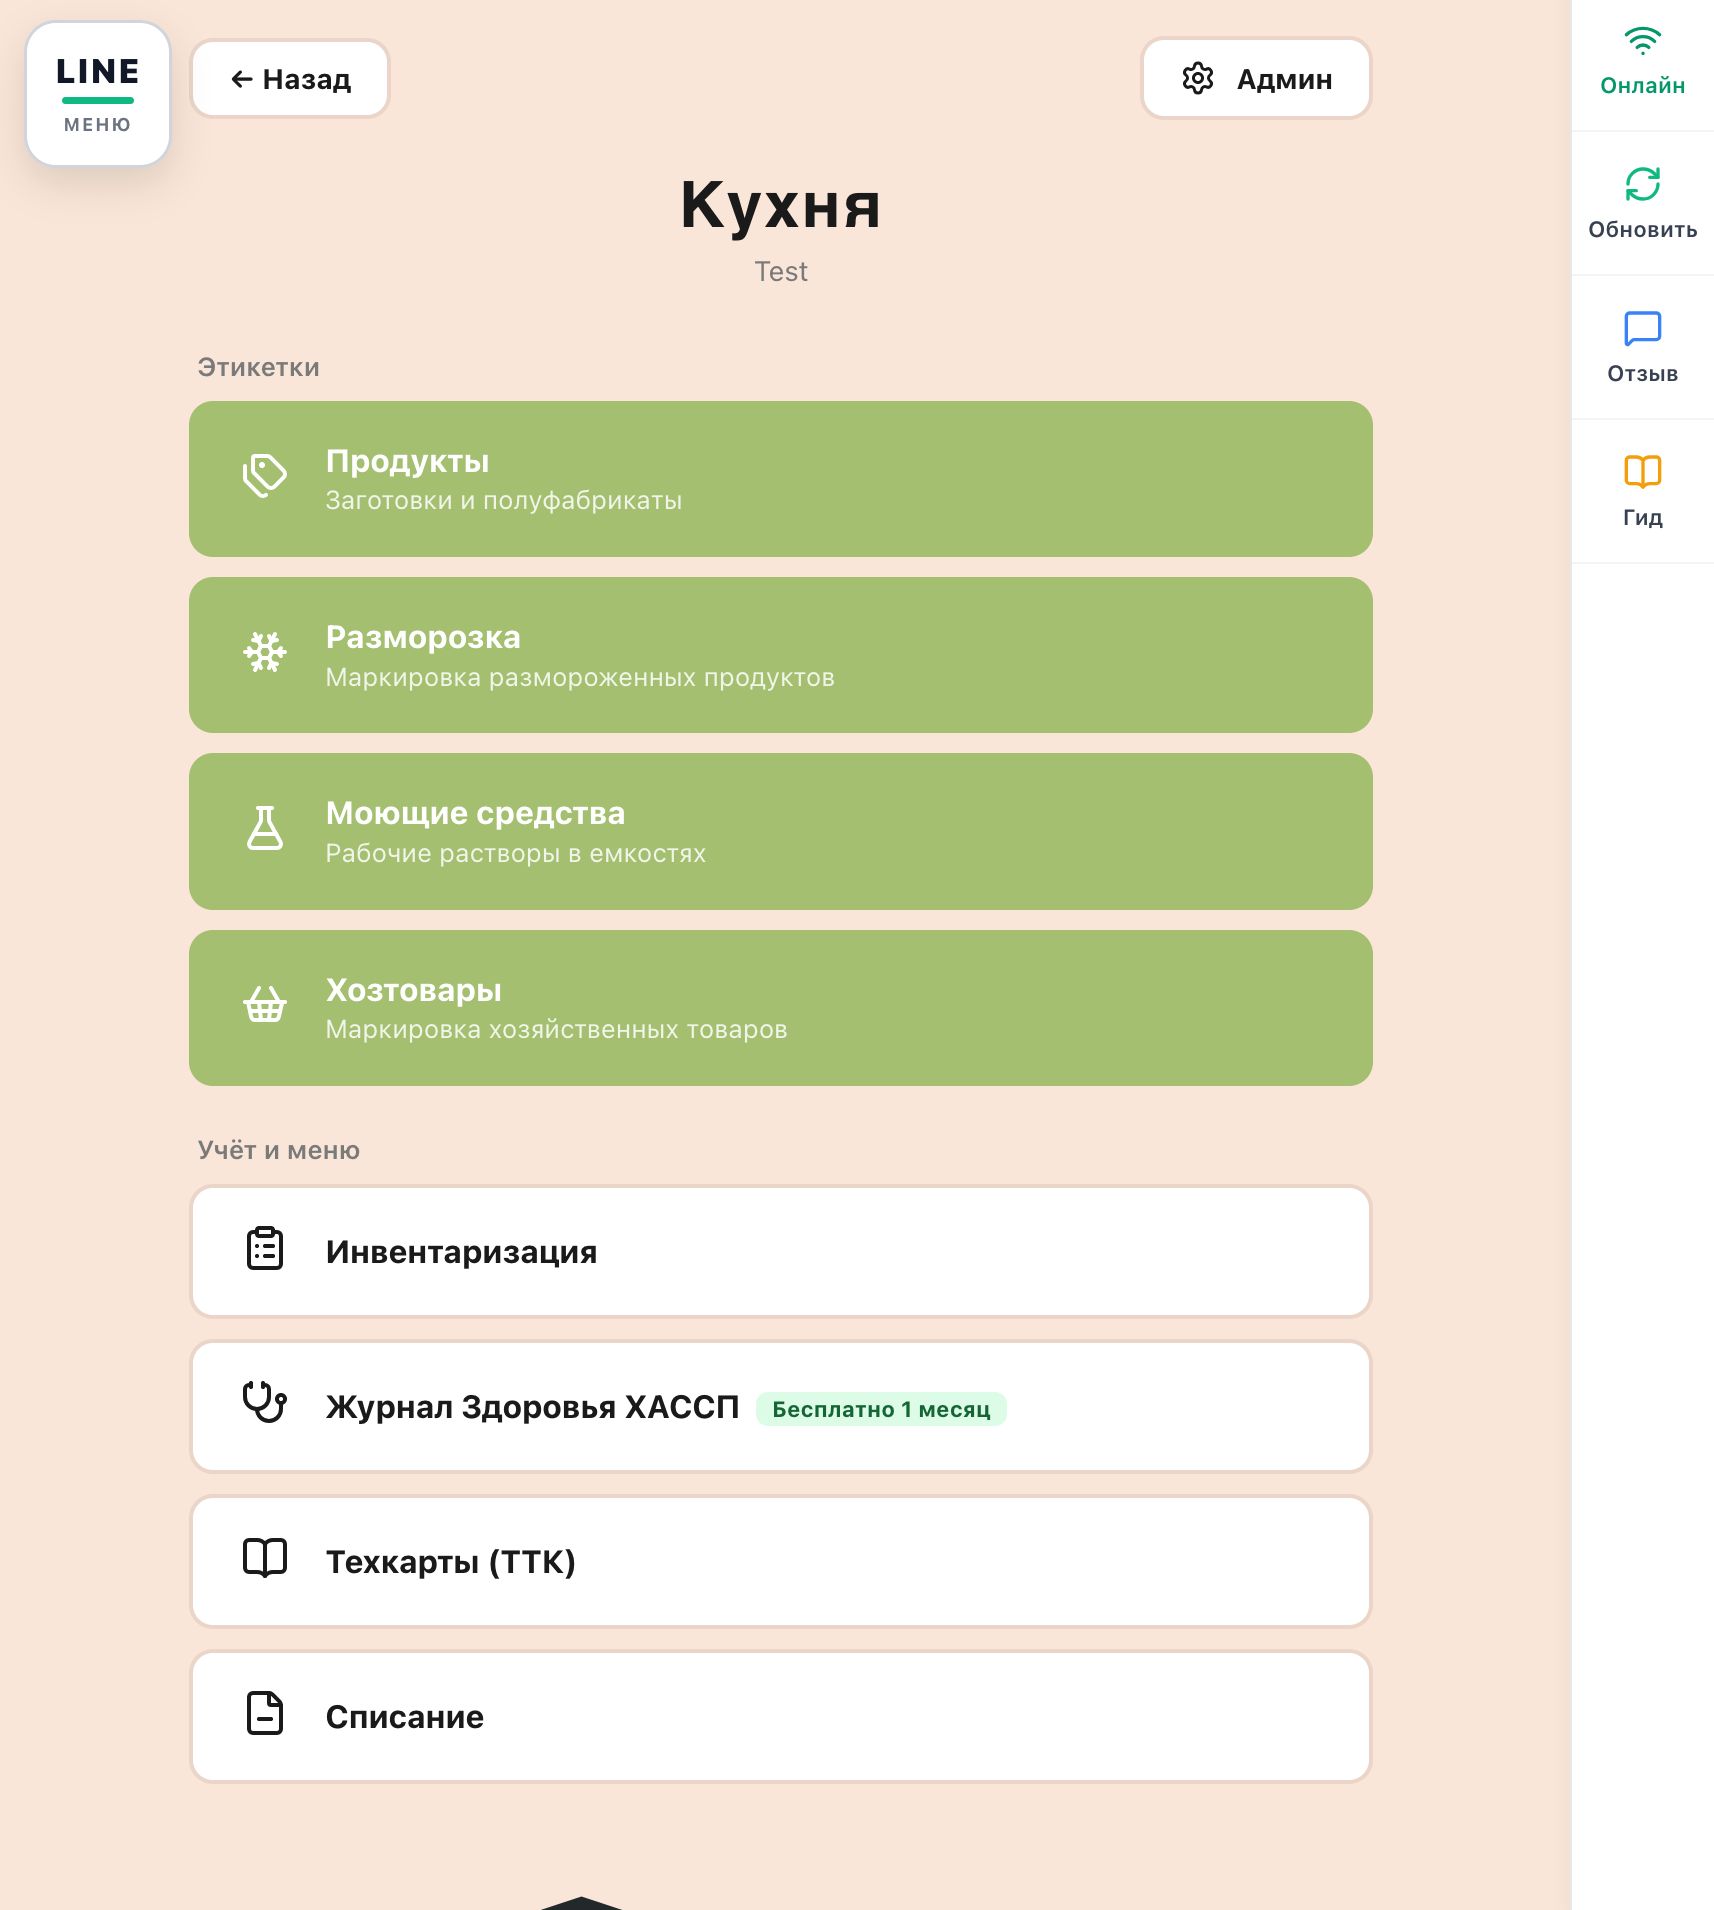 LINE
МЕНЮ
← Назад
Админ
Онлайн
Обновить
Отзыв
Гид
Кухня
Test
Этикетки
Продукты
Заготовки и полуфабрикаты
Разморозка
Маркировка размороженных продуктов
Моющие средства
Рабочие растворы в емкостях
Хозтовары
Маркировка хозяйственных товаров
Учёт и меню
Инвентаризация
Журнал Здоровья ХАССП Бесплатно 1 месяц
Техкарты (ТТК)
Списание